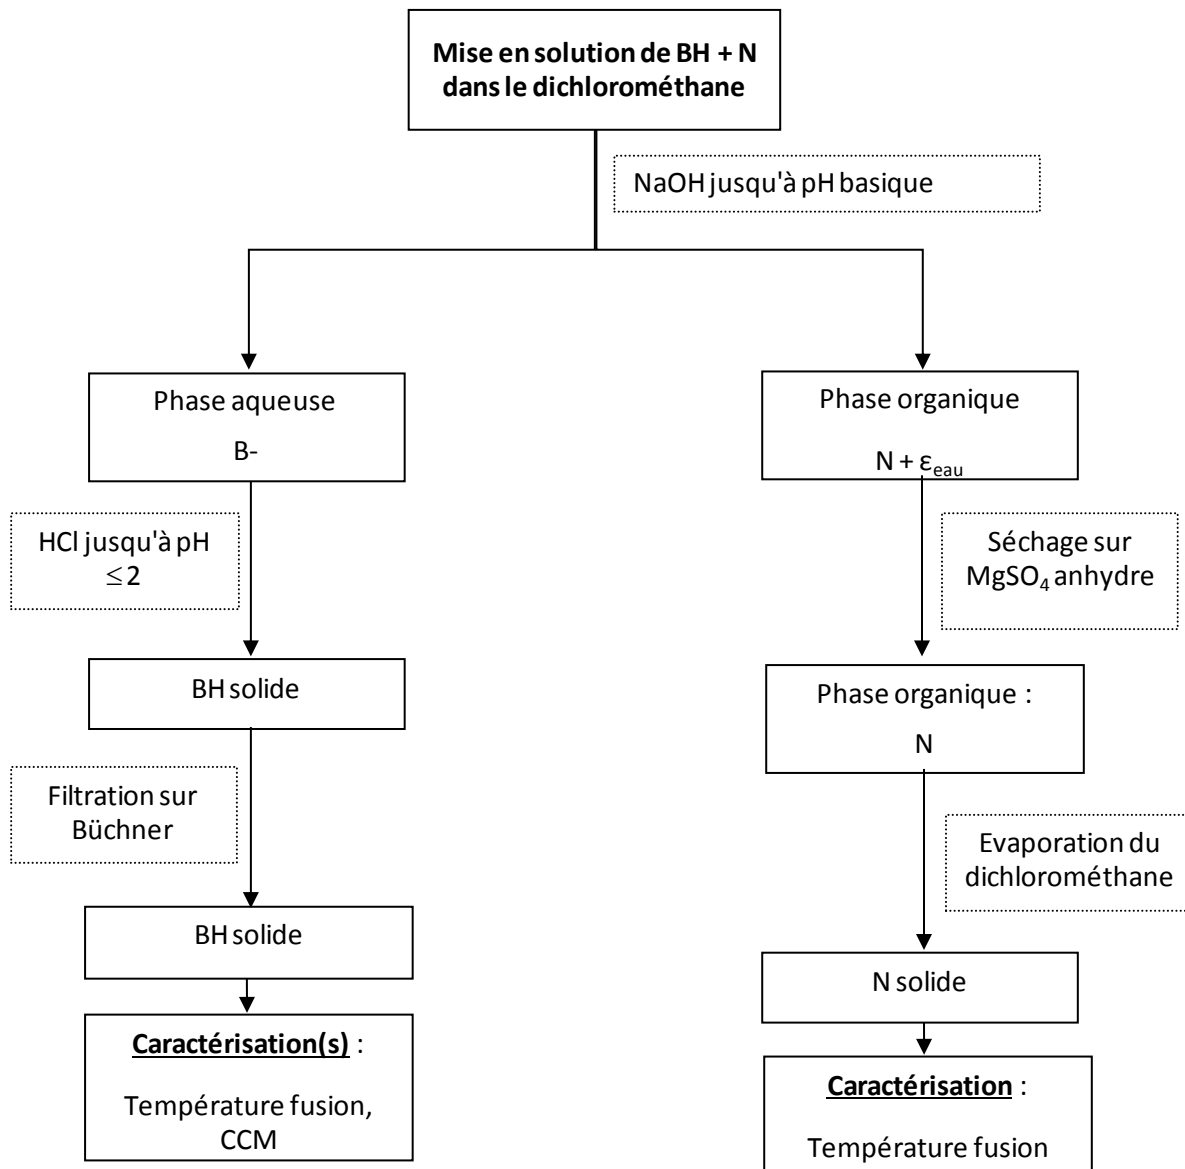 Mise en solution de BH + N
dans le dichlorométhane
NaOH jusqu'à pH basique
Phase aqueuse
B-
Phase organique
N + εeau
HCl jusqu'à pH
≤ 2
Séchage sur
MgSO4 anhydre
BH solide
Phase organique :
N
Filtration sur
Büchner
Evaporation du
dichlorométhane
BH solide
N solide
Caractérisation(s) :
Température fusion,
CCM
Caractérisation :
Température fusion